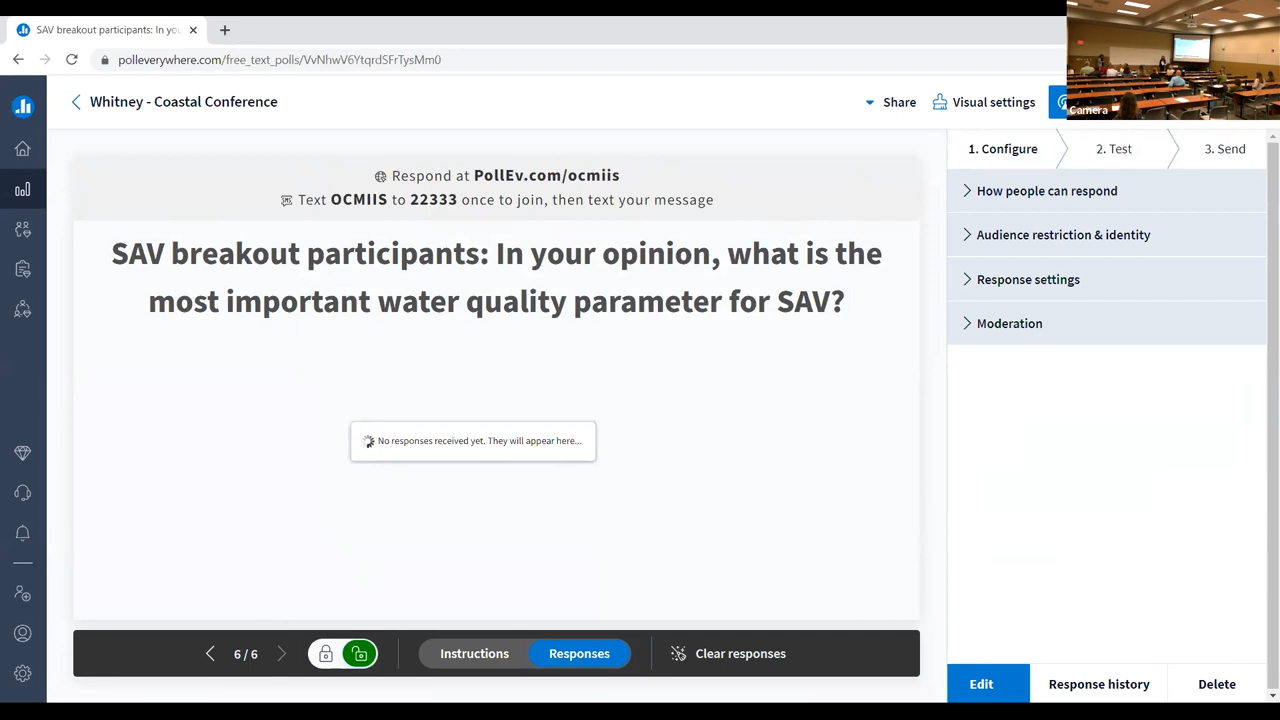 SAV breakout participants: In yo
polleverywhere.com/free_text_polls/VvNhwV6YtqrdSFrTysMm0
Whitney - Coastal Conference
Share
Visual settings
Camera
Respond at PollEv.com/ocmiis
Text OCMIIS to 22333 once to join, then text your message
SAV breakout participants: In your opinion, what is the
most important water quality parameter for SAV?
No responses received yet. They will appear here...
6 / 6
Instructions
Responses
Clear responses
1. Configure
2. Test
3. Send
How people can respond
Audience restriction & identity
Response settings
Moderation
Edit
Response history
Delete